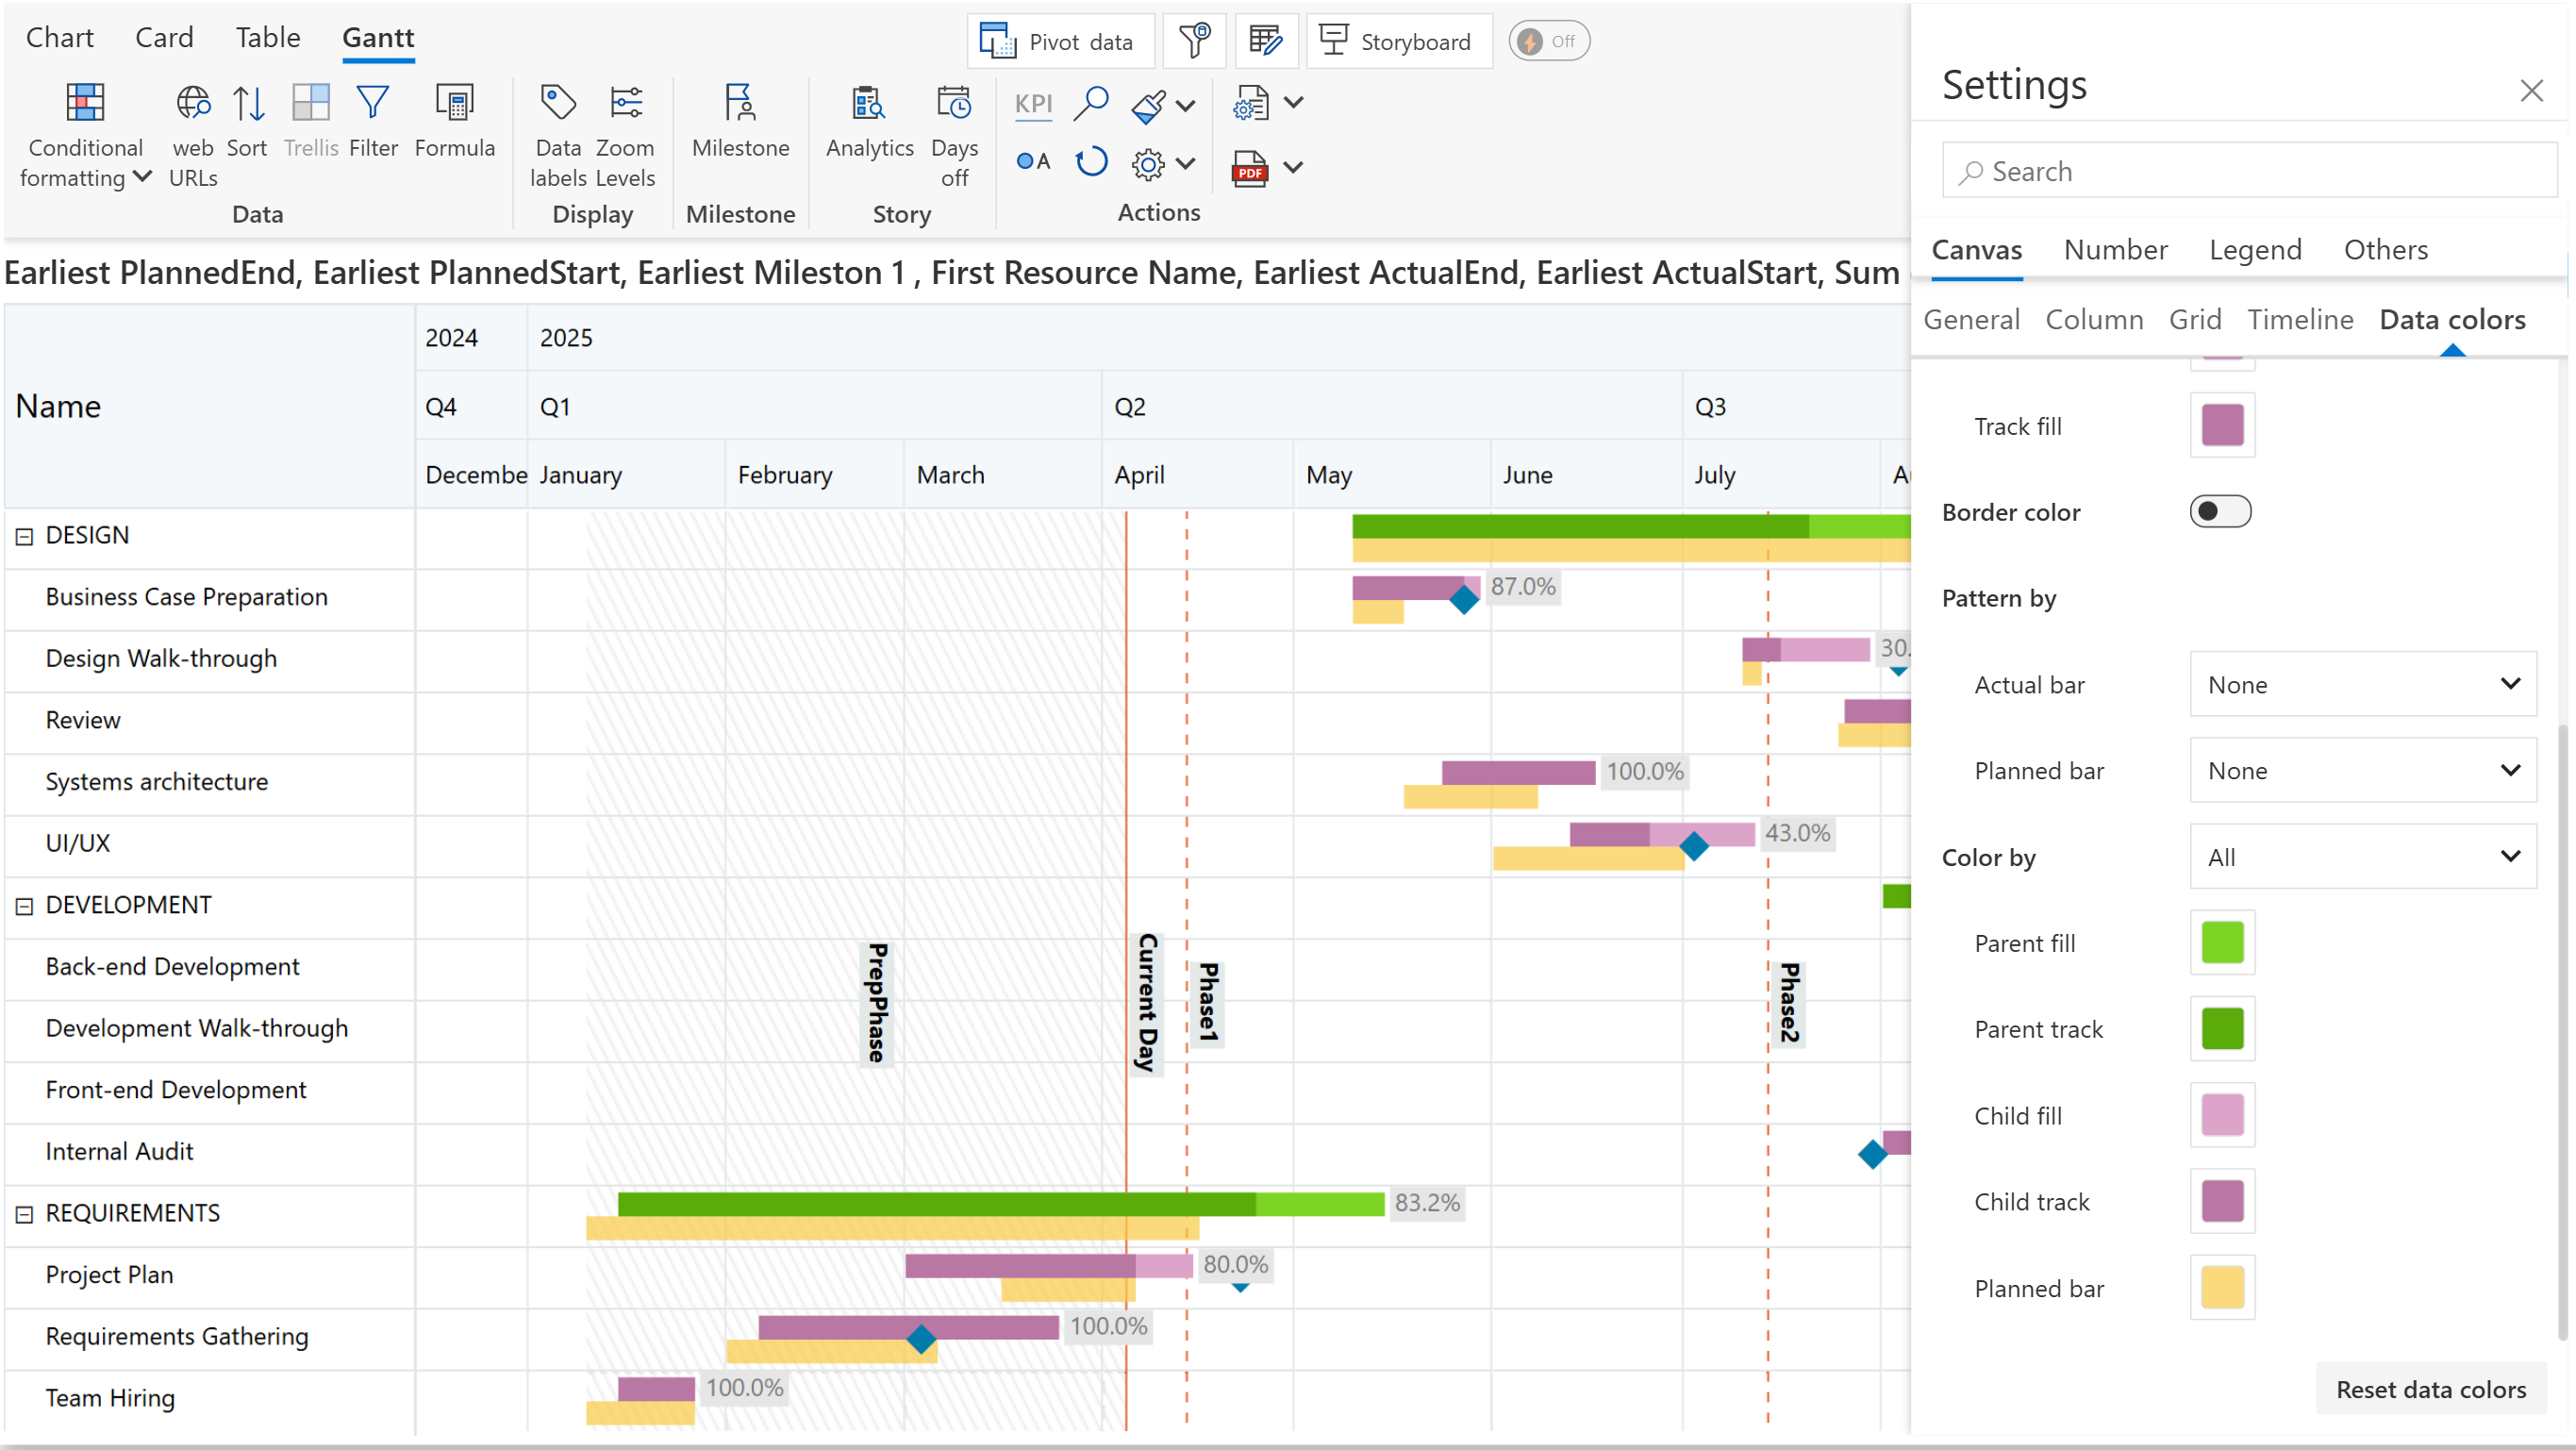 Chart Card Table Gantt
Pivot data Storyboard Off
Conditional formatting
web URLs
Sort
Trellis
Filter
Formula
Data
Data labels
Zoom Levels
Display
Milestone
Milestone
Analytics
Days off
Story
KPI
A
PDF
Actions
Earliest PlannedEnd, Earliest PlannedStart, Earliest Mileston 1 , First Resource Name, Earliest ActualEnd, Earliest ActualStart, Sum
Name
2024 2025
Q4 Q1 Q2 Q3
Decembe January February March April May June July
DESIGN
Business Case Preparation 87.0%
Design Walk-through 30.
Review
Systems architecture 100.0%
UI/UX 43.0%
DEVELOPMENT
Back-end Development
Development Walk-through
Front-end Development
Internal Audit
PrepPhase
Current Day
Phase1
Phase2
REQUIREMENTS 83.2%
Project Plan 80.0%
Requirements Gathering 100.0%
Team Hiring 100.0%
Settings
Search
Canvas Number Legend Others
General Column Grid Timeline Data colors
Track fill
Border color
Pattern by
Actual bar None
Planned bar None
Color by All
Parent fill
Parent track
Child fill
Child track
Planned bar
Reset data colors